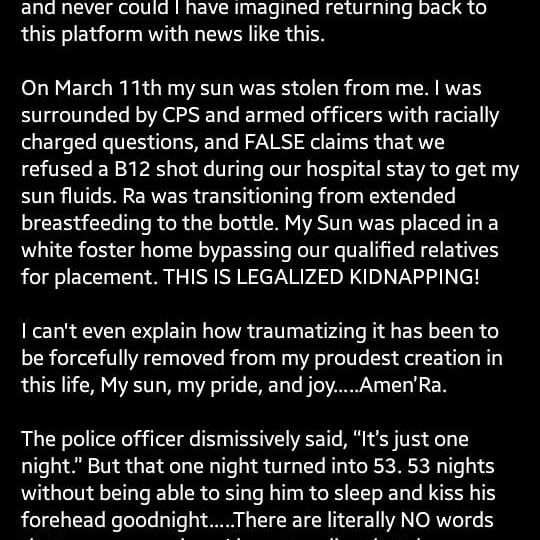 and never could I have imagined returning back to
this platform with news like this.
On March 11th my sun was stolen from me. I was
surrounded by CPS and armed officers with racially
charged questions, and FALSE claims that we
refused a B12 shot during our hospital stay to get my
sun fluids. Ra was transitioning from extended
breastfeeding to the bottle. My Sun was placed in a
white foster home bypassing our qualified relatives
for placement. THIS IS LEGALIZED KIDNAPPING!
I can't even explain how traumatizing it has been to
be forcefully removed from my proudest creation in
this life, My sun, my pride, and joy.....Amen'Ra.
The police officer dismissively said, “It's just one
night.” But that one night turned into 53. 53 nights
without being able to sing him to sleep and kiss his
forehead goodnight.....There are literally NO words